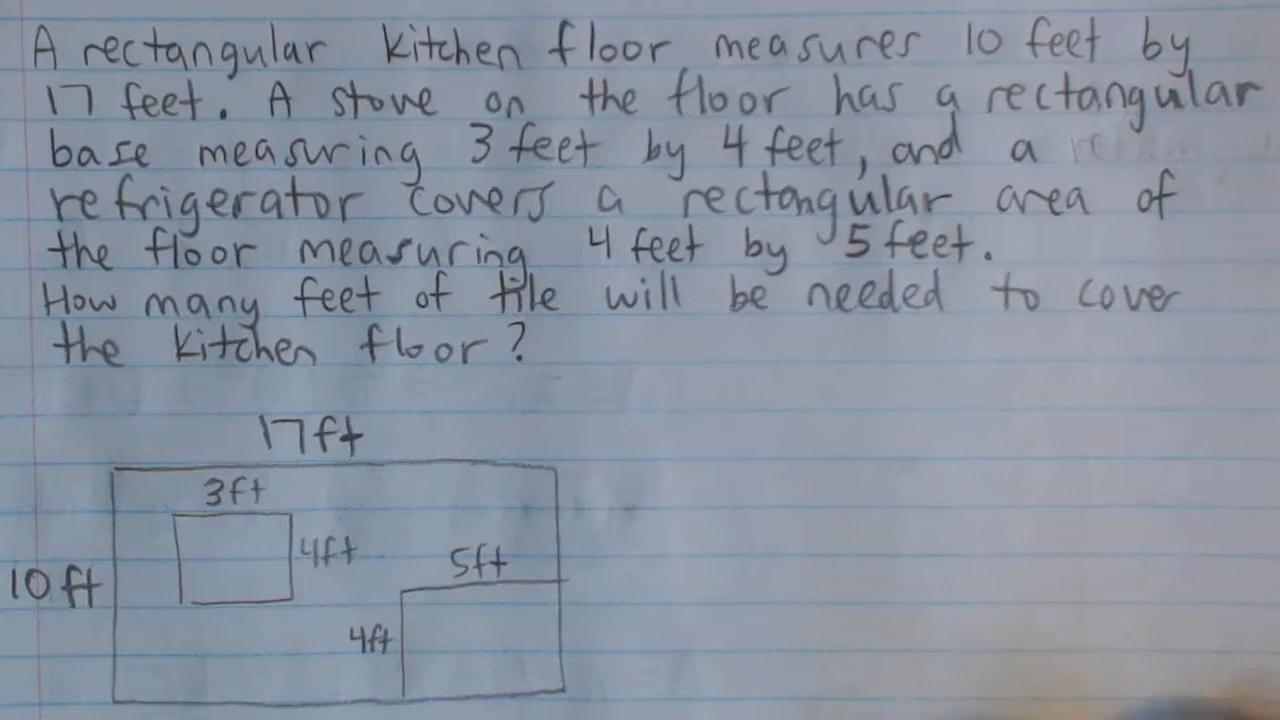 A rectangular kitchen floor measures 10 feet by
17 feet. A stove on the floor has a rectangular
base measuring 3 feet by 4 feet, and a
refrigerator covers a rectangular area of
the floor measuring 4 feet by 5 feet.
How many feet of tile will be needed to cover
the kitchen floor?
17ft
3ft
4ft
5ft
10 ft
4ft